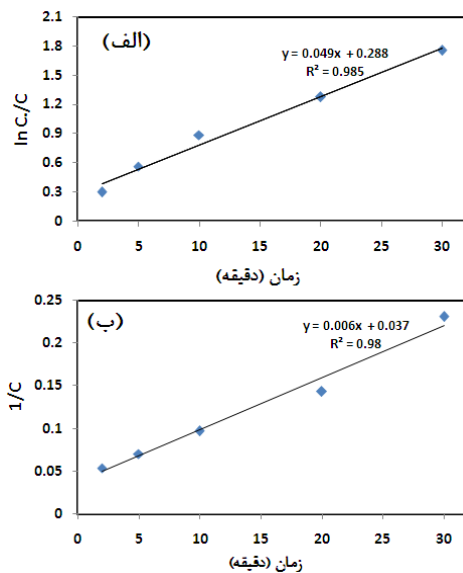 (الف)
y = 0.049x + 0.288
R² = 0.985
ln C./C
2.1
1.8
1.5
1.2
0.9
0.6
0.3
0
0 5 10 15 20 25 30
زمان (دقیقه)
(ب)
y = 0.006x + 0.037
R² = 0.98
1/C
0.25
0.2
0.15
0.1
0.05
0
0 5 10 15 20 25 30
زمان (دقیقه)